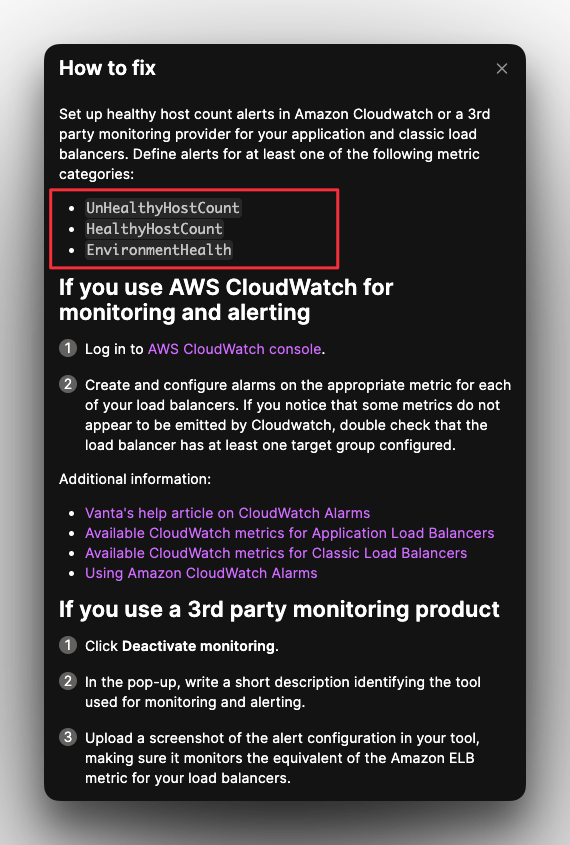 How to fix
Set up healthy host count alerts in Amazon Cloudwatch or a 3rd
party monitoring provider for your application and classic load
balancers. Define alerts for at least one of the following metric
categories:
• UnHealthyHostCount
• HealthyHostCount
• EnvironmentHealth
If you use AWS CloudWatch for
monitoring and alerting
1 Log in to AWS CloudWatch console.
2 Create and configure alarms on the appropriate metric for each
of your load balancers. If you notice that some metrics do not
appear to be emitted by Cloudwatch, double check that the
load balancer has at least one target group configured.
Additional information:
• Vanta's help article on CloudWatch Alarms
• Available CloudWatch metrics for Application Load Balancers
• Available CloudWatch metrics for Classic Load Balancers
• Using Amazon CloudWatch Alarms
If you use a 3rd party monitoring product
1 Click Deactivate monitoring.
2 In the pop-up, write a short description identifying the tool
used for monitoring and alerting.
3 Upload a screenshot of the alert configuration in your tool,
making sure it monitors the equivalent of the Amazon ELB
metric for your load balancers.